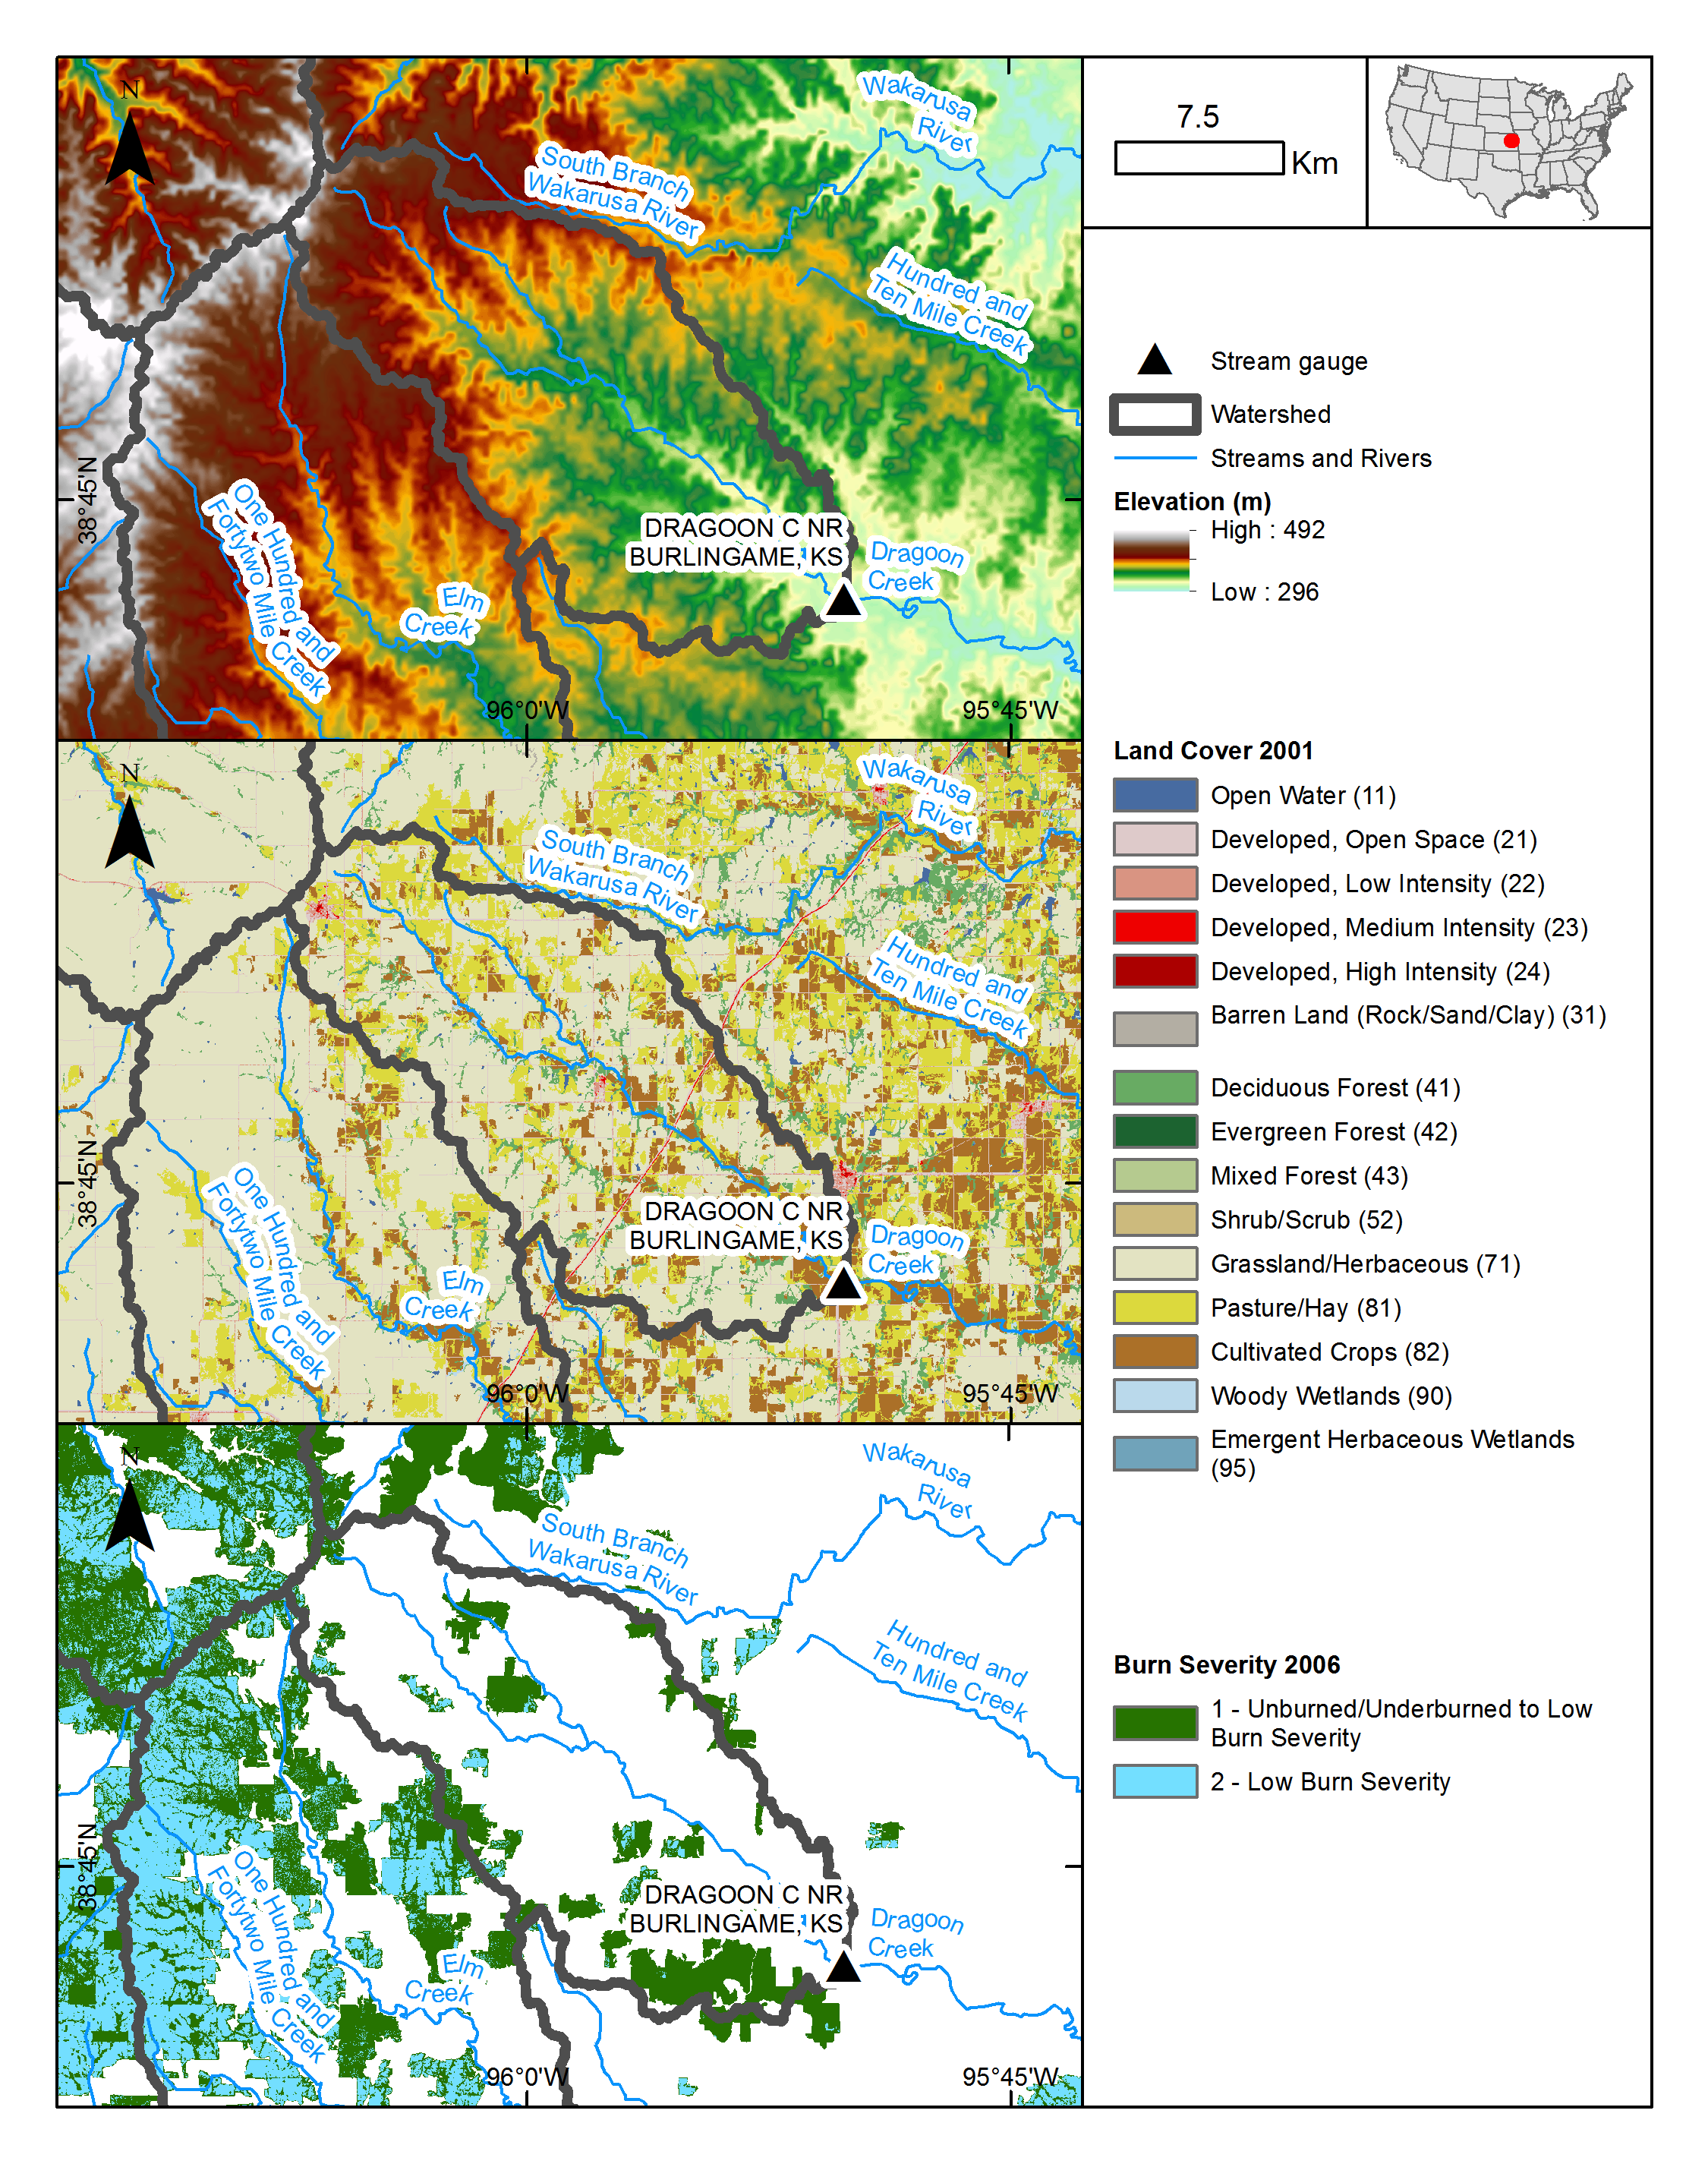 N
Wakarusa
River
South Branch
Wakarusa River
Hundred and
Ten Mile Creek
38°45'N
One Hundred and
Fortytwo Mile Creek
Elm
Creek
DRAGOON C NR
BURLINGAME, KS
Dragoon
Creek
96°0'W
95°45'W
N
Wakarusa
River
South Branch
Wakarusa River
Hundred and
Ten Mile Creek
38°45'N
One Hundred and
Fortytwo Mile Creek
Elm
Creek
DRAGOON C NR
BURLINGAME, KS
Dragoon
Creek
96°0'W
95°45'W
N
Wakarusa
River
South Branch
Wakarusa River
Hundred and
Ten Mile Creek
38°45'N
One Hundred and
Fortytwo Mile Creek
Elm
Creek
DRAGOON C NR
BURLINGAME, KS
Dragoon
Creek
96°0'W
95°45'W
7.5
Km
Stream gauge
Watershed
Streams and Rivers
Elevation (m)
High : 492
Low : 296
Land Cover 2001
Open Water (11)
Developed, Open Space (21)
Developed, Low Intensity (22)
Developed, Medium Intensity (23)
Developed, High Intensity (24)
Barren Land (Rock/Sand/Clay) (31)
Deciduous Forest (41)
Evergreen Forest (42)
Mixed Forest (43)
Shrub/Scrub (52)
Grassland/Herbaceous (71)
Pasture/Hay (81)
Cultivated Crops (82)
Woody Wetlands (90)
Emergent Herbaceous Wetlands
(95)
Burn Severity 2006
1 - Unburned/Underburned to Low
Burn Severity
2 - Low Burn Severity